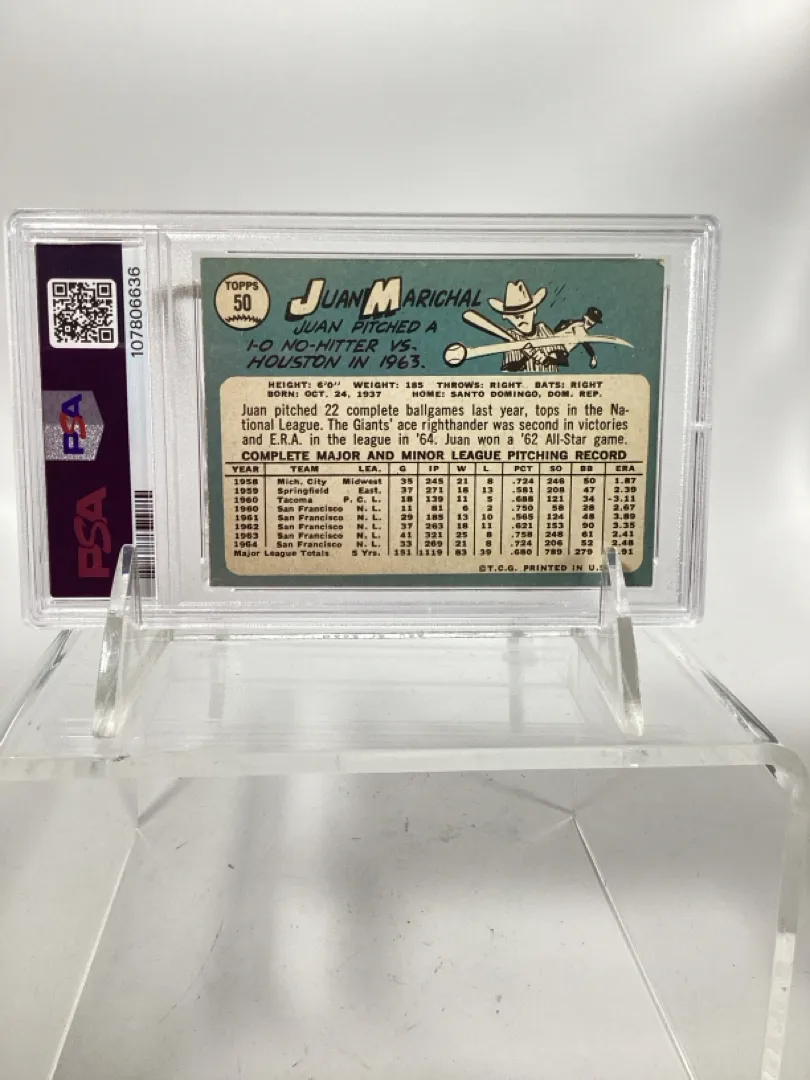 107806636
PSA
PSA
TOPPS
50
JUAN MARICHAL
JUAN PITCHED A
1-0 NO-HITTER VS.
HOUSTON IN 1963.
HEIGHT: 6'0" WEIGHT: 185 THROWS: RIGHT BATS: RIGHT
BORN: OCT. 24, 1937 HOME: SANTO DOMINGO, DOM. REP.
Juan pitched 22 complete ballgames last year, tops in the Na-
tional League. The Giants' ace righthander was second in victories
and E.R.A. in the league in '64. Juan won a '62 All-Star game.
COMPLETE MAJOR AND MINOR LEAGUE PITCHING RECORD
YEAR TEAM LEA. G IP W L PCT SO BB ERA
1958 Mich. City Midwest 35 245 21 8 .724 246 50 1.87
1959 Springfield East. 37 271 18 13 .581 208 47 2.39
1960 Tacoma P. C. L. 18 139 11 5 .688 121 34 -3.11
1960 San Francisco N. L. 11 81 6 2 .750 58 28 2.67
1961 San Francisco N. L. 29 185 13 10 .565 124 48 3.89
1962 San Francisco N. L. 37 263 18 11 .621 153 90 3.35
1963 San Francisco N. L. 41 321 25 8 .758 248 61 2.41
1964 San Francisco N. L. 33 269 21 8 .724 206 52 2.48
Major League Totals 5 Yrs. 151 1119 83 39 .680 789 279 .91
©T.C.G. PRINTED IN U.S